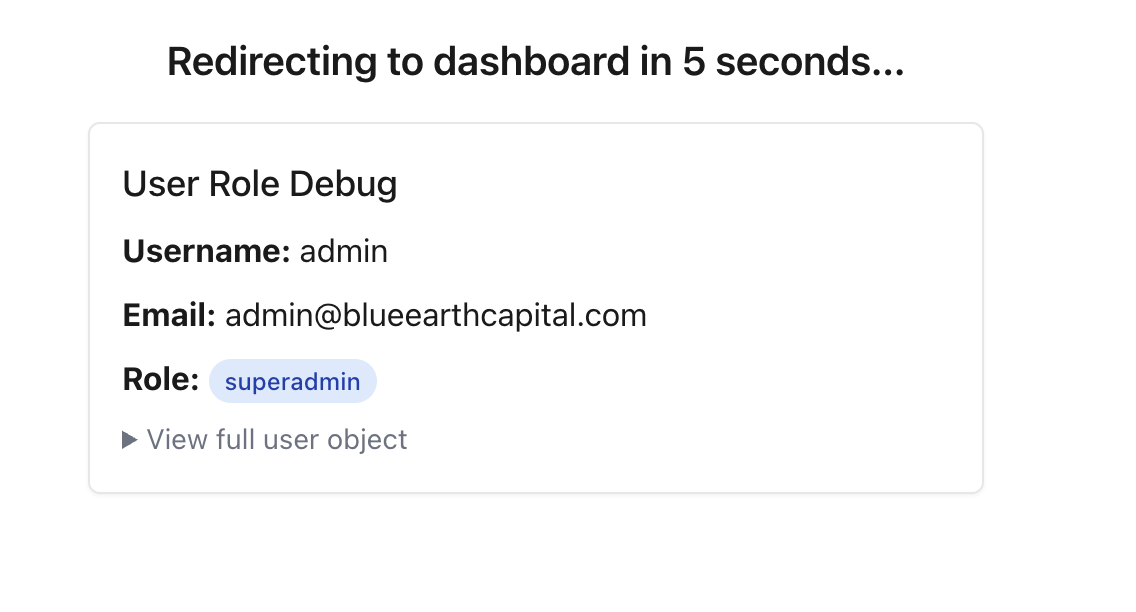 Redirecting to dashboard in 5 seconds...
User Role Debug
Username: admin
Email: admin@blueearthcapital.com
Role: superadmin
View full user object